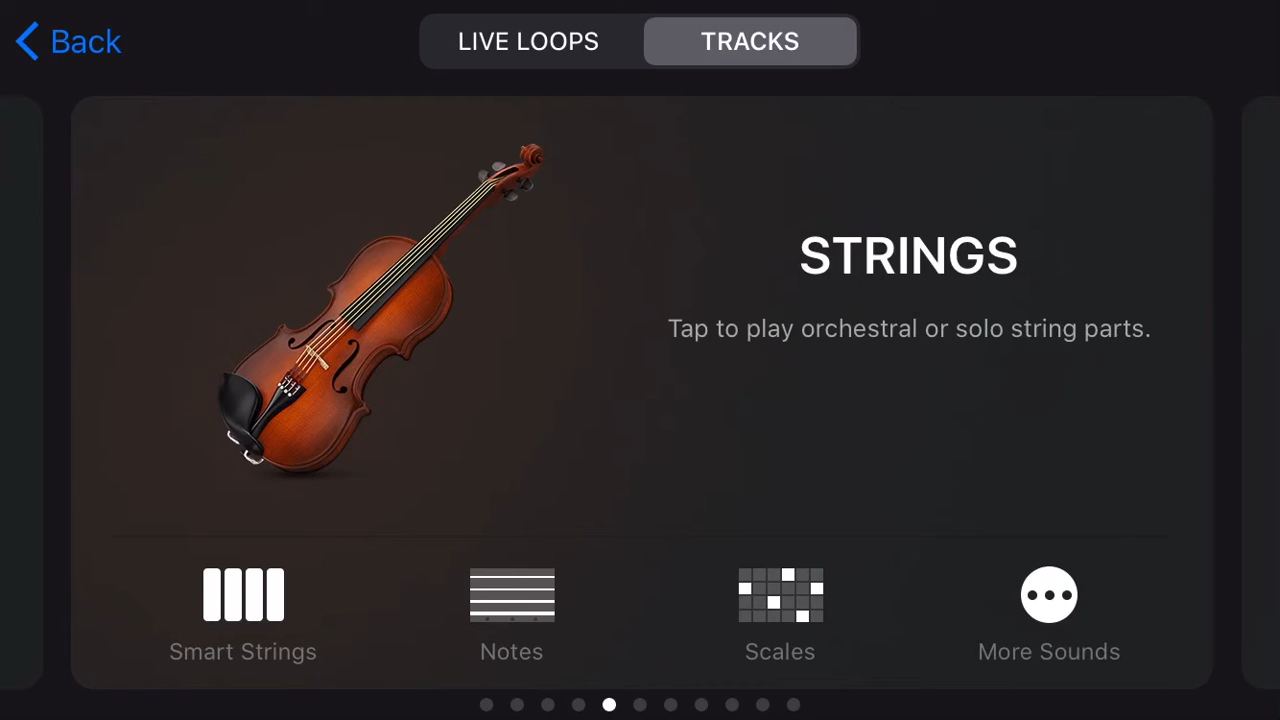 Back
LIVE LOOPS
TRACKS
STRINGS
Tap to play orchestral or solo string parts.
Smart Strings
Notes
Scales
More Sounds